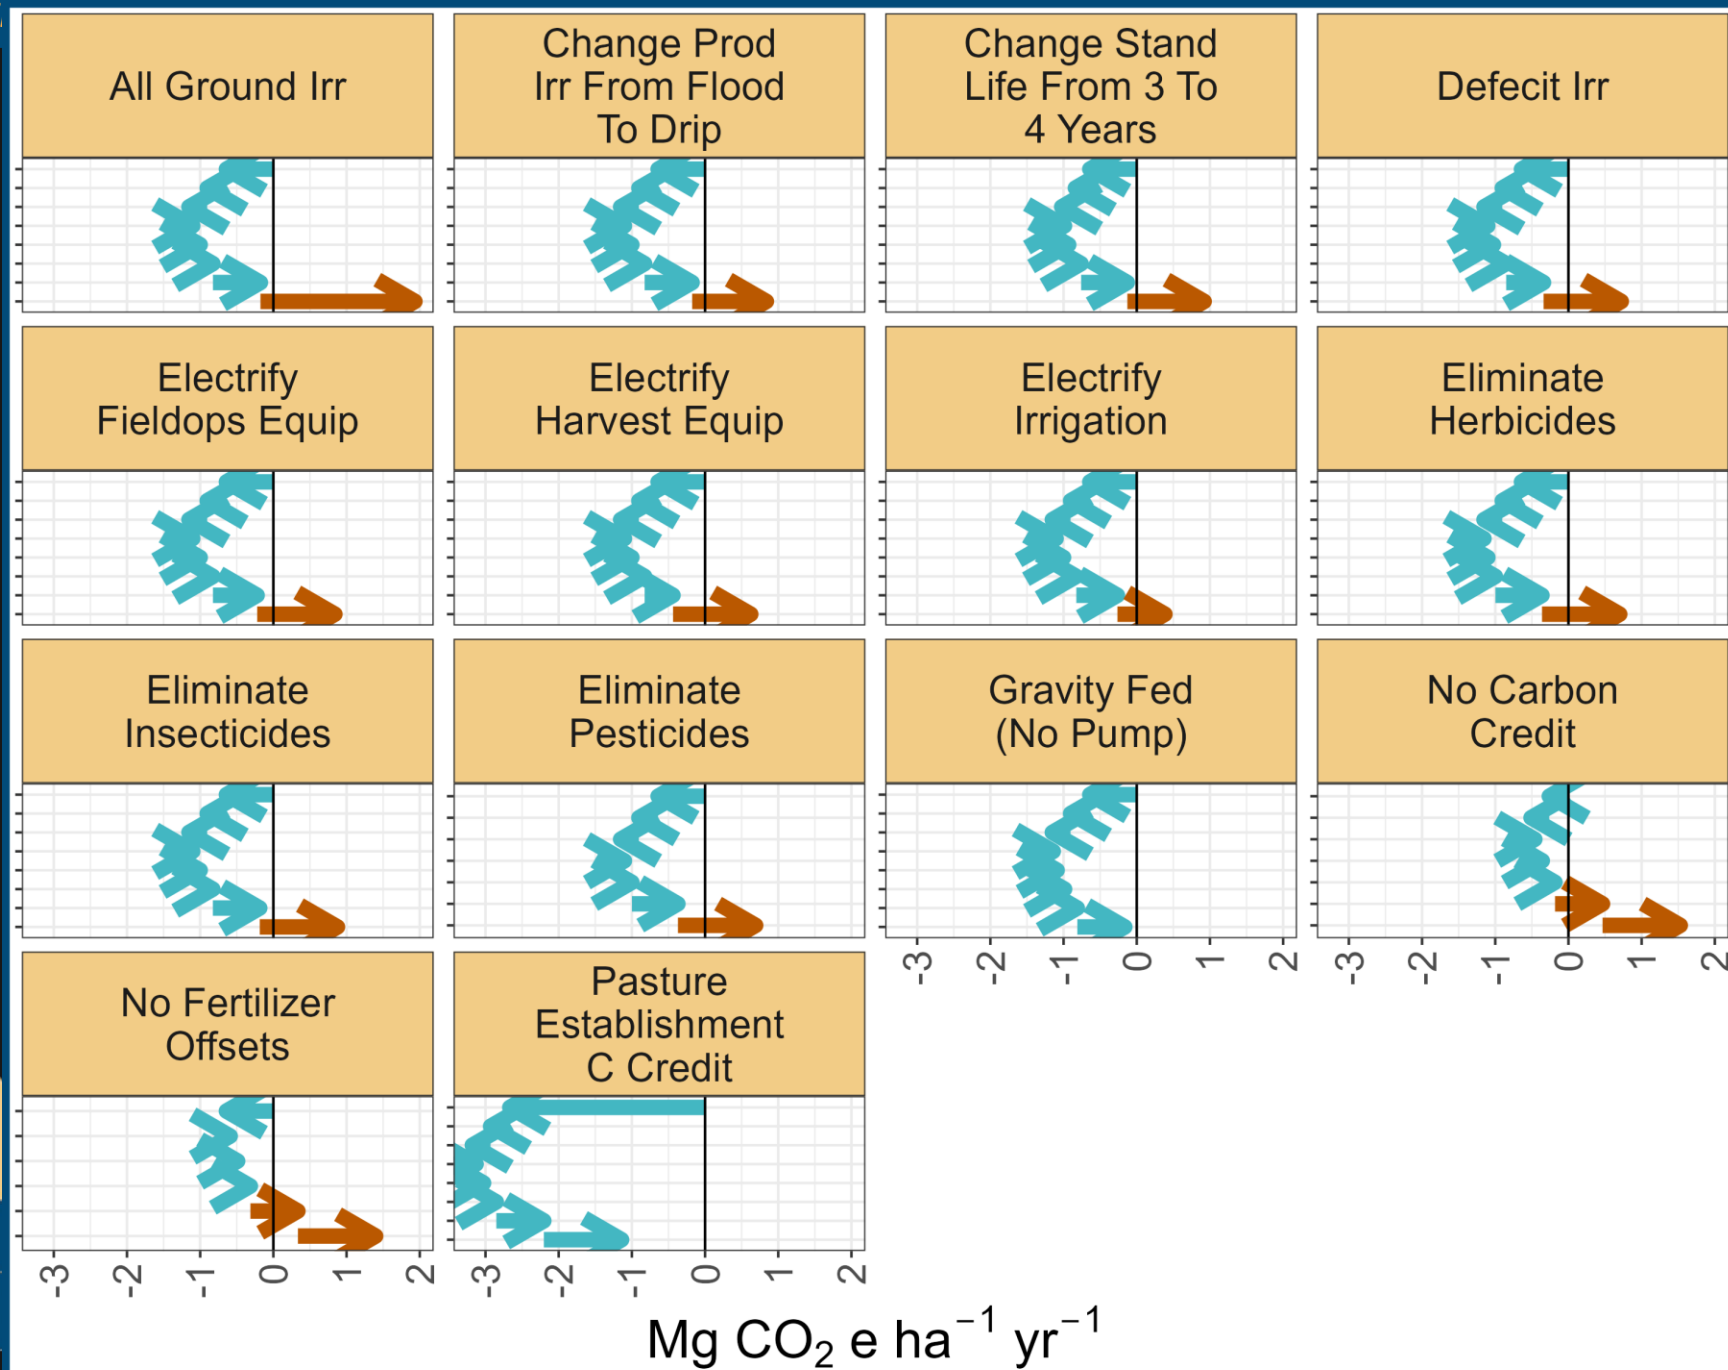 All Ground Irr
Change Prod
Irr From Flood
To Drip
Change Stand
Life From 3 To
4 Years
Defecit Irr
Electrify
Fieldops Equip
Electrify
Harvest Equip
Electrify
Irrigation
Eliminate
Herbicides
Eliminate
Insecticides
Eliminate
Pesticides
Gravity Fed
(No Pump)
No Carbon
Credit
-3 -2 -1 0 1 2
-3 -2 -1 0 1 2
No Fertilizer
Offsets
Pasture
Establishment
C Credit
-3 -2 -1 0 1 2
-3 -2 -1 0 1 2
Mg CO₂ e ha⁻¹ yr⁻¹